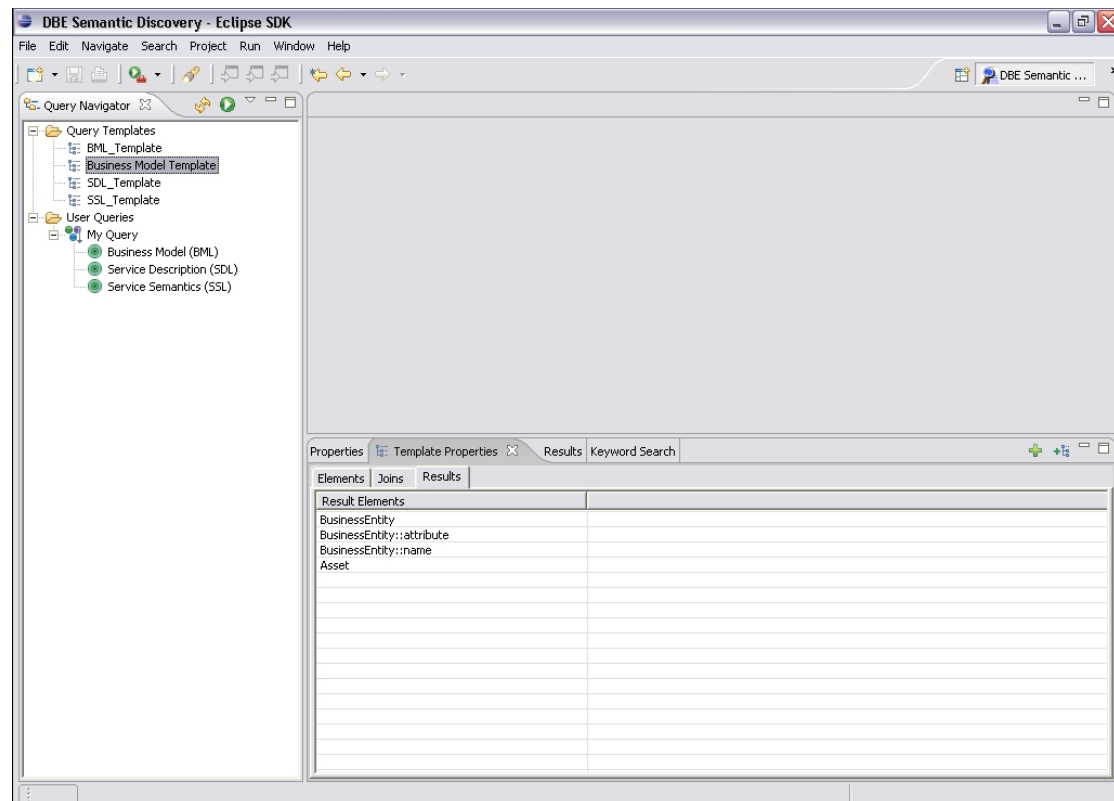 DBE Semantic Discovery - Eclipse SDK
File Edit Navigate Search Project Run Window Help
DBE Semantic ...
Query Navigator
Query Templates
BML_Template
Business Model Template
SDL_Template
SSL_Template
User Queries
My Query
Business Model (BML)
Service Description (SDL)
Service Semantics (SSL)
Properties Template Properties Results Keyword Search
Elements Joins Results
Result Elements
BusinessEntity
BusinessEntity::attribute
BusinessEntity::name
Asset